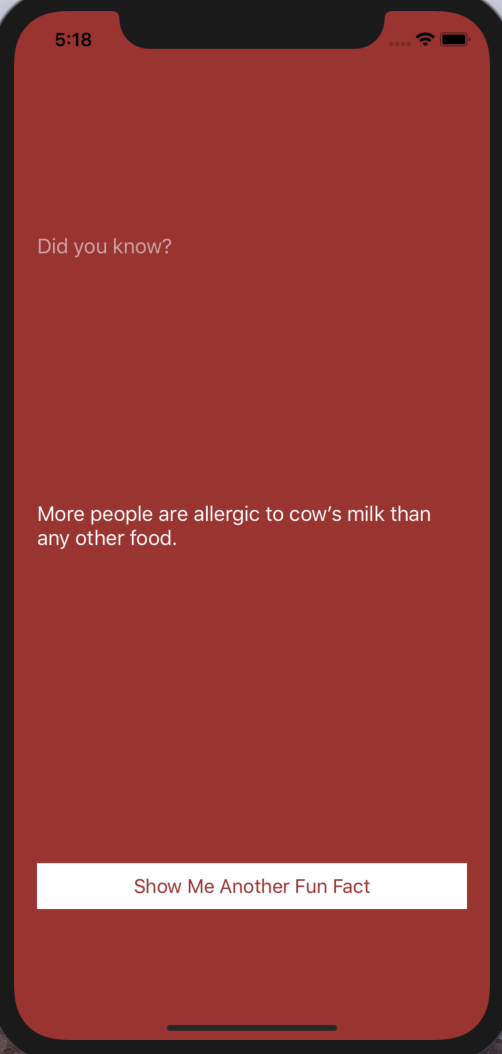 5:18
Did you know?
More people are allergic to cow’s milk than
any other food.
Show Me Another Fun Fact